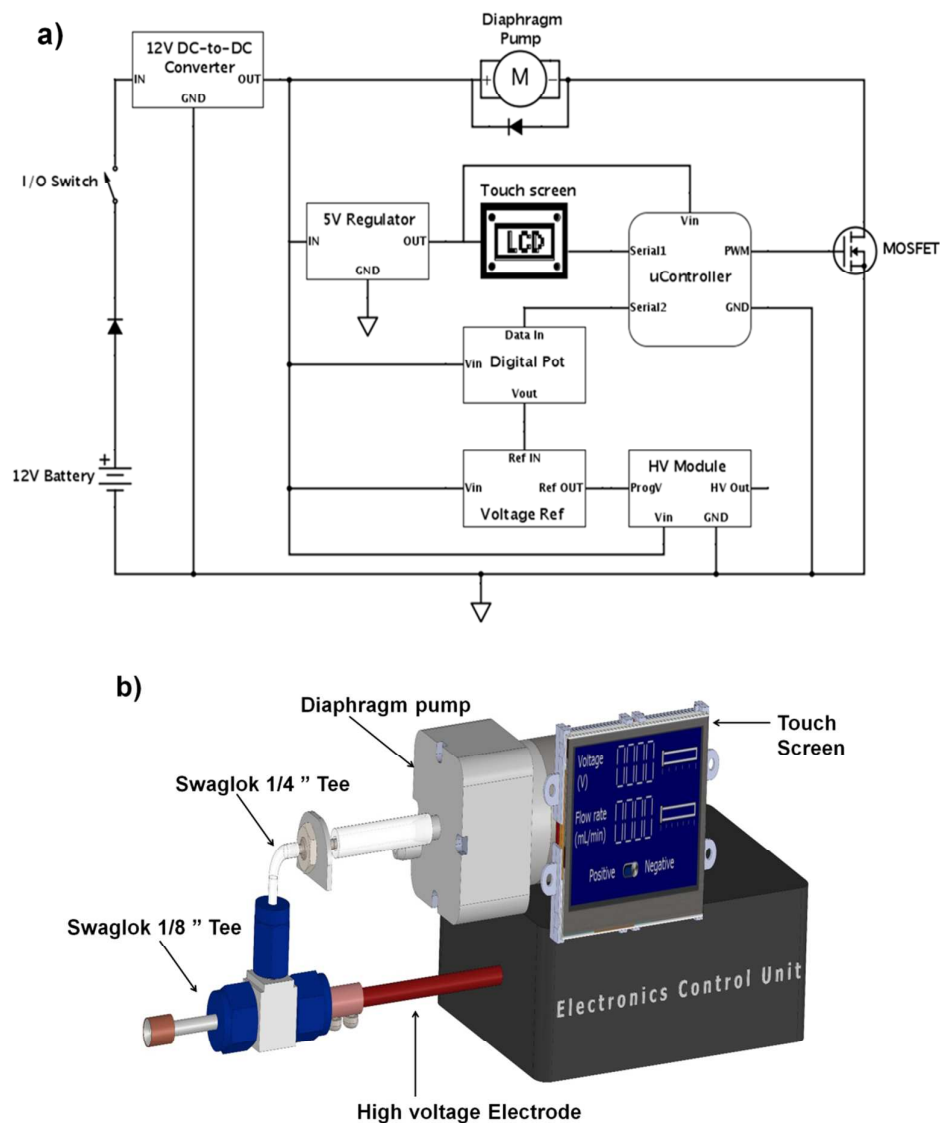 a)
12V DC-to-DC
Converter
IN
OUT
GND
Diaphragm
Pump
+ M -
I/O Switch
Touch screen
5V Regulator
IN
OUT
GND
LCD
Vin
Serial1
PWM
uController
Serial2
GND
MOSFET
Data In
Vin
Digital Pot
Vout
12V Battery
+
Ref IN
Vin
Ref OUT
Voltage Ref
HV Module
ProgV
HV Out
Vin
GND
b)
Diaphragm pump
Touch
Screen
Swaglok 1/4 ” Tee
Voltage
(V)
0000
Flow rate
(mL/min)
0000
Positive
Negative
Swaglok 1/8 ” Tee
Electronics Control Unit
High voltage Electrode